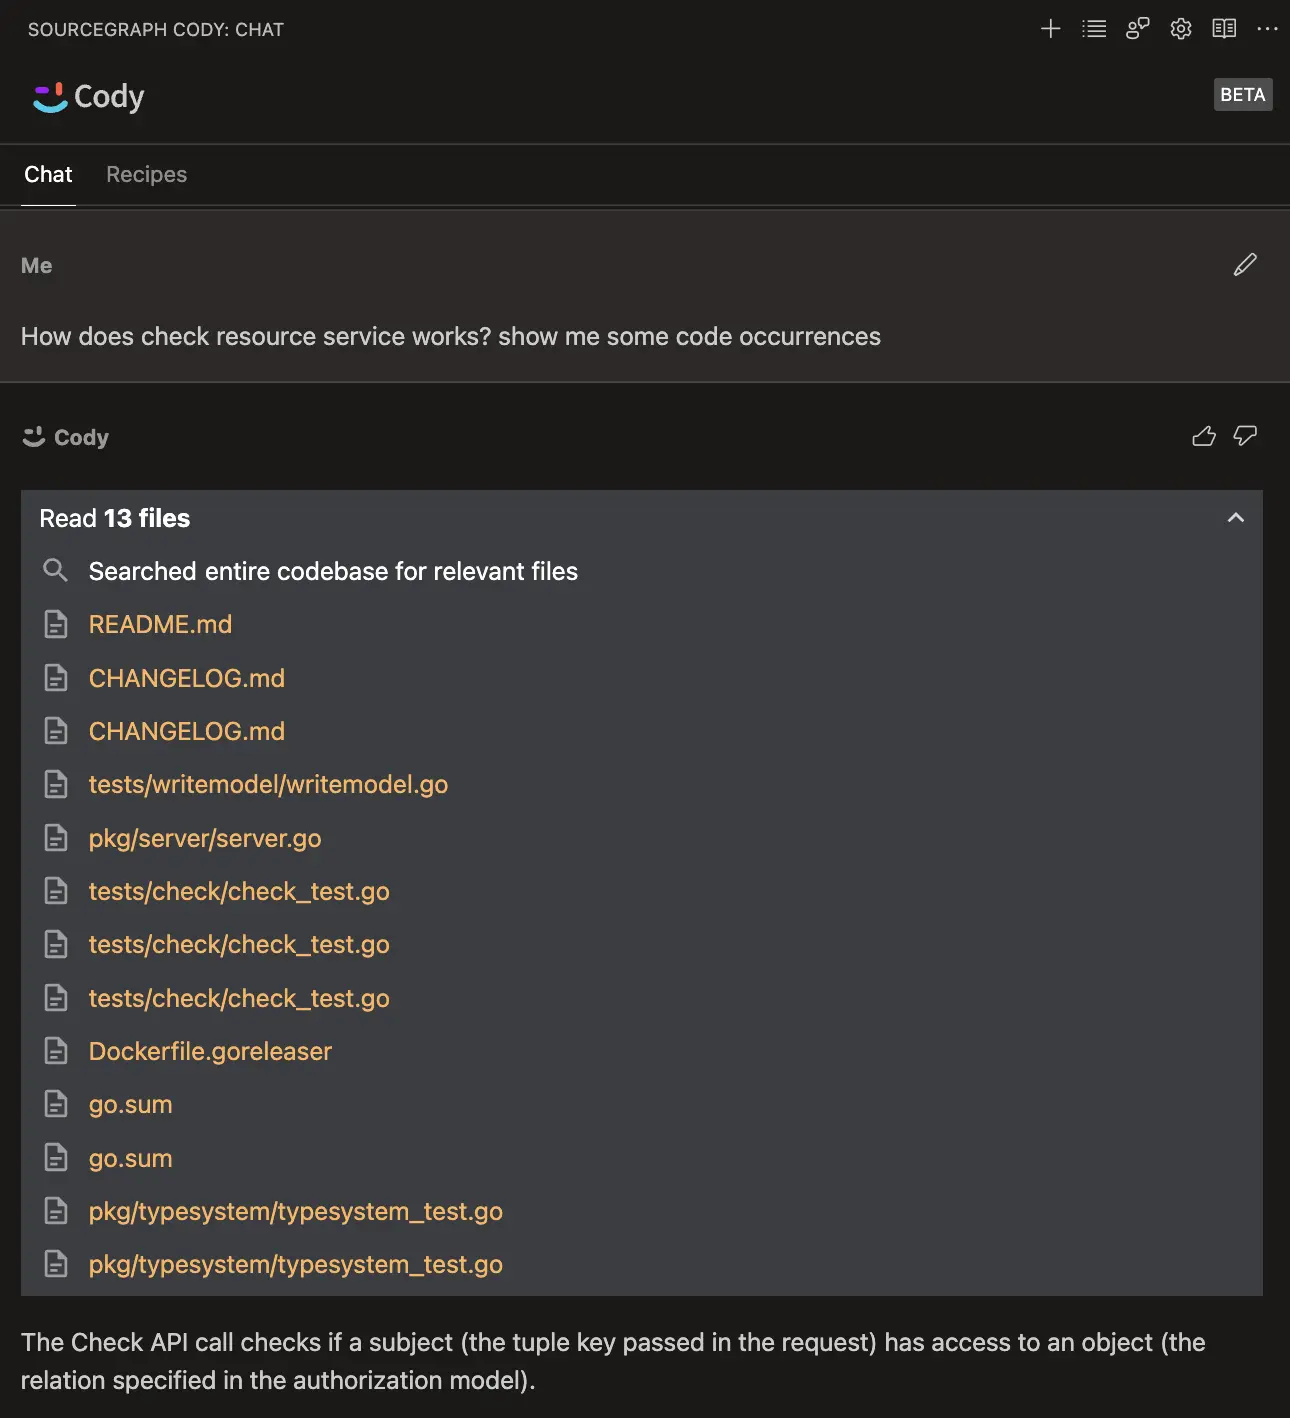 SOURCEGRAPH CODY: CHAT
Cody
BETA
Chat Recipes
Me
How does check resource service works? show me some code occurrences
Cody
Read 13 files
Searched entire codebase for relevant files
README.md
CHANGELOG.md
CHANGELOG.md
tests/writemodel/writemodel.go
pkg/server/server.go
tests/check/check_test.go
tests/check/check_test.go
tests/check/check_test.go
Dockerfile.goreleaser
go.sum
go.sum
pkg/typesystem/typesystem_test.go
pkg/typesystem/typesystem_test.go
The Check API call checks if a subject (the tuple key passed in the request) has access to an object (the
relation specified in the authorization model).